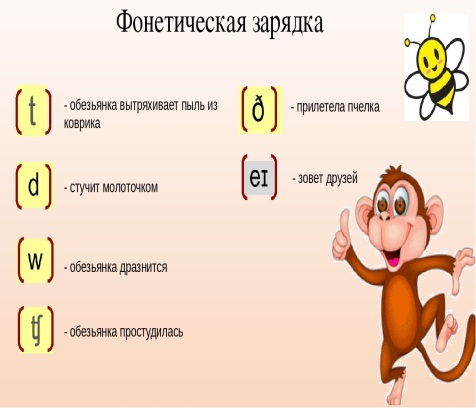 Фонетическая зарядка
[t] - обезьянка вытряхивает пыль из
коврика
[d] - стучит молоточком
[w] - обезьянка дразнится
[ʧ] - обезьянка простудилась
[ð] - прилетела пчелка
[eɪ] - зовет друзей